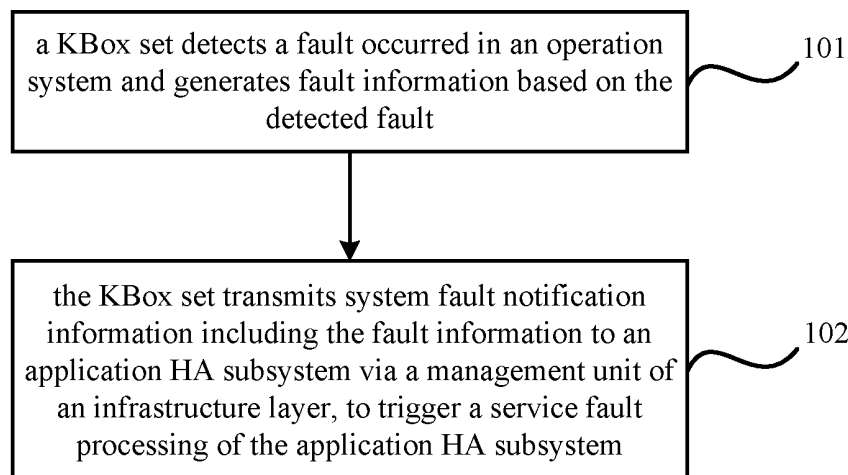 a KBox set detects a fault occurred in an operation
system and generates fault information based on the
detected fault
101
the KBox set transmits system fault notification
information including the fault information to an
application HA subsystem via a management unit of
an infrastructure layer, to trigger a service fault
processing of the application HA subsystem
102